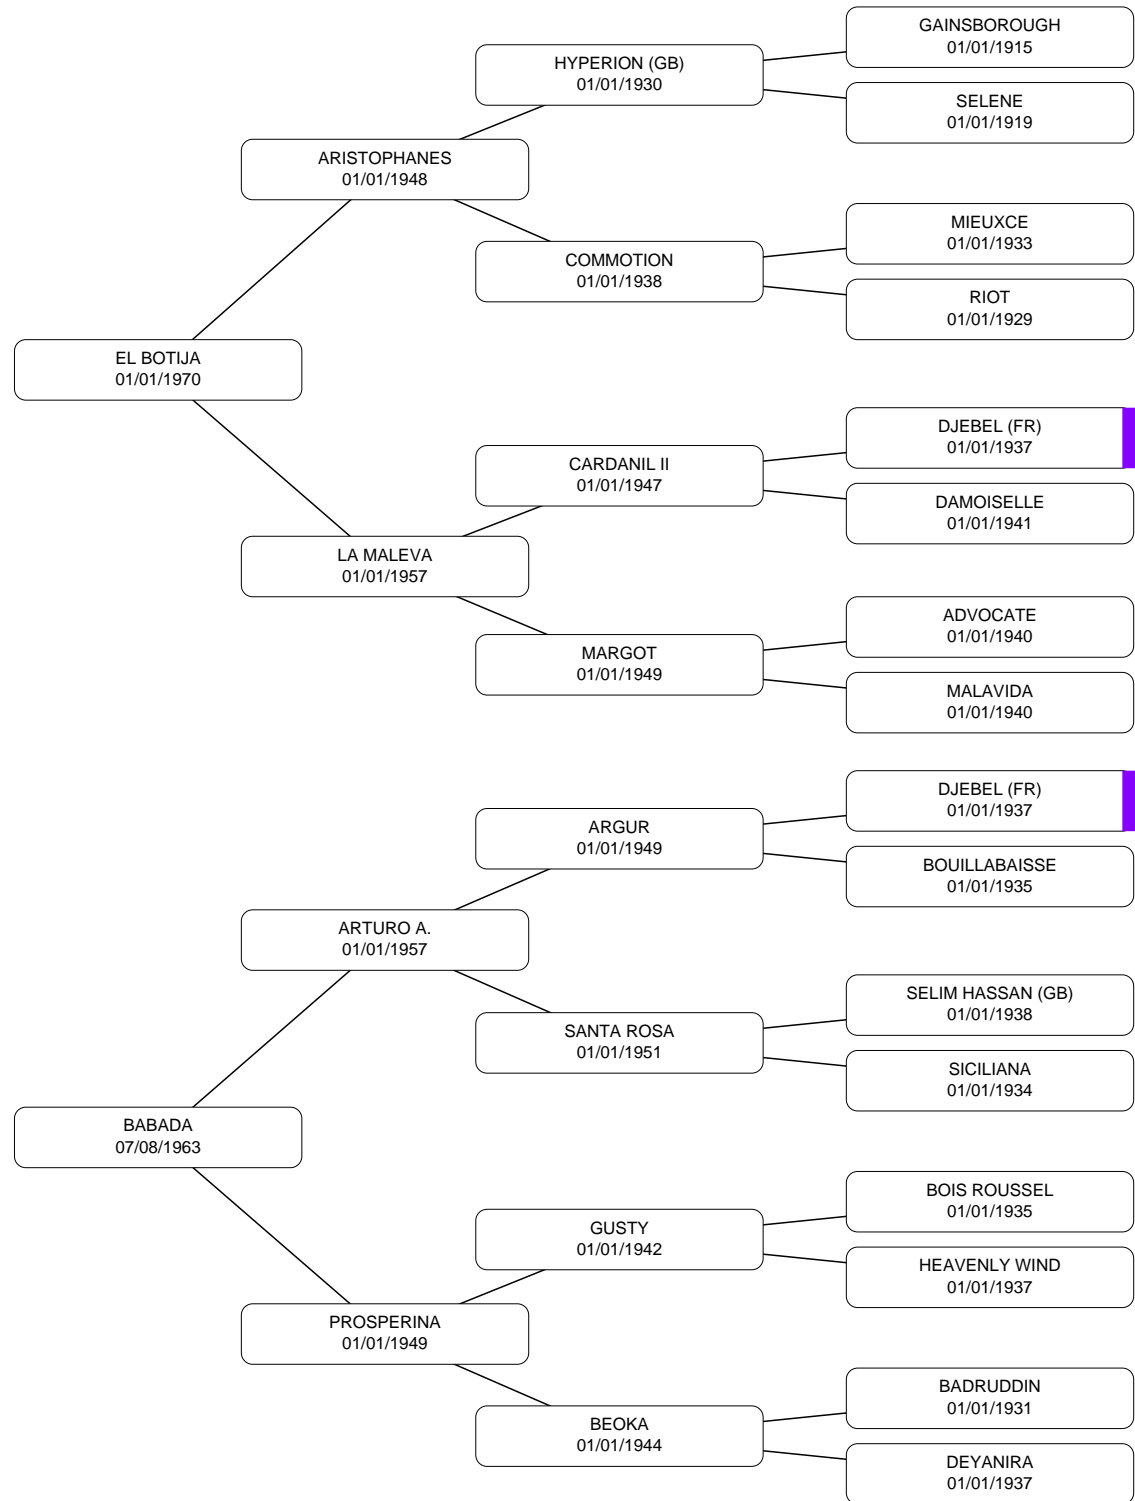 GAINSBOROUGH
01/01/1915
HYPERION (GB)
01/01/1930
SELENE
01/01/1919
ARISTOPHANES
01/01/1948
MIEUXCE
01/01/1933
COMMOTION
01/01/1938
RIOT
01/01/1929
EL BOTIJA
01/01/1970
DJEBEL (FR)
01/01/1937
CARDANIL II
01/01/1947
DAMOISELLE
01/01/1941
LA MALEVA
01/01/1957
ADVOCATE
01/01/1940
MARGOT
01/01/1949
MALAVIDA
01/01/1940
DJEBEL (FR)
01/01/1937
ARGUR
01/01/1949
BOUILLABAISSE
01/01/1935
ARTURO A.
01/01/1957
SELIM HASSAN (GB)
01/01/1938
SANTA ROSA
01/01/1951
SICILIANA
01/01/1934
BABADA
07/08/1963
BOIS ROUSSEL
01/01/1935
GUSTY
01/01/1942
HEAVENLY WIND
01/01/1937
PROSPERINA
01/01/1949
BADRUDDIN
01/01/1931
BEOKA
01/01/1944
DEYANIRA
01/01/1937